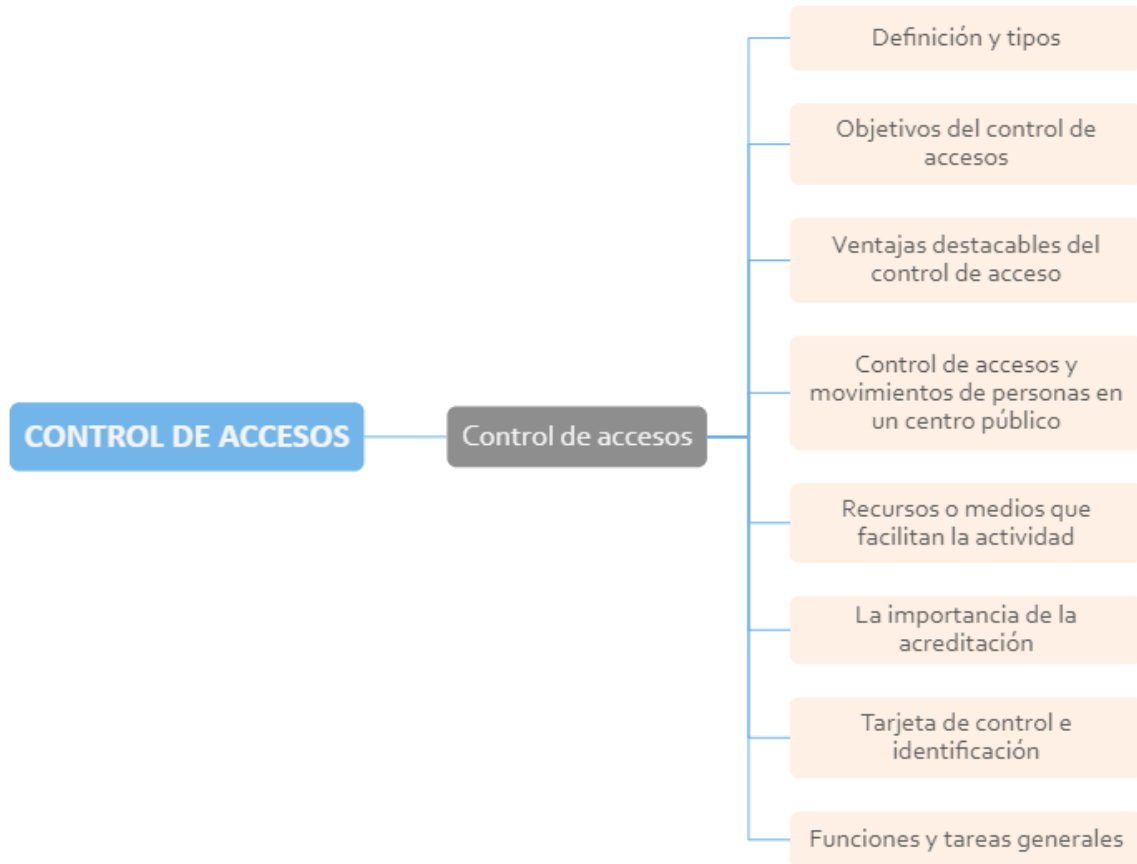 Definición y tipos
Objetivos del control de
accesos
Ventajas destacables del
control de acceso
Control de accesos y
movimientos de personas en
un centro público
CONTROL DE ACCESOS
Control de accesos
Recursos o medios que
facilitan la actividad
La importancia de la
acreditación
Tarjeta de control e
identificación
Funciones y tareas generales